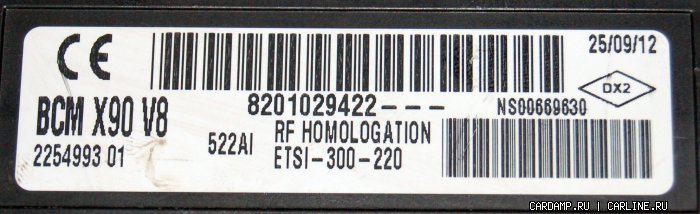 CE
25/09/12
8201029422---
DX2
NS00669630
BCM X90 V8
522AI
RF HOMOLOGATION
2254993 01
ETSI-300-220
CARDAMP.RU | CARLINE.RU